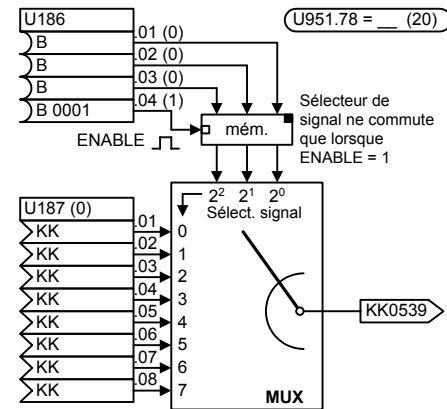 U186
U951.78 = __ (20)
B .01 (0)
B .02 (0)
B .03 (0)
B 0001 .04 (1)
ENABLE
mém.
Sélecteur de
signal ne commute
que lorsque
ENABLE = 1
2² 2¹ 2⁰
Sélect. signal
U187 (0)
KK .01 0
KK .02 1
KK .03 2
KK .04 3
KK .05 4
KK .06 5
KK .07 6
KK .08 7
KK0539
MUX